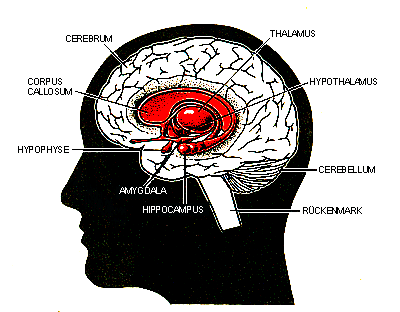 CEREBRUM
THALAMUS
CORPUS
CALLOSUM
HYPOTHALAMUS
HYPOPHYSE
CEREBELLUM
AMYGDALA
HIPPOCAMPUS
RÜCKENMARK